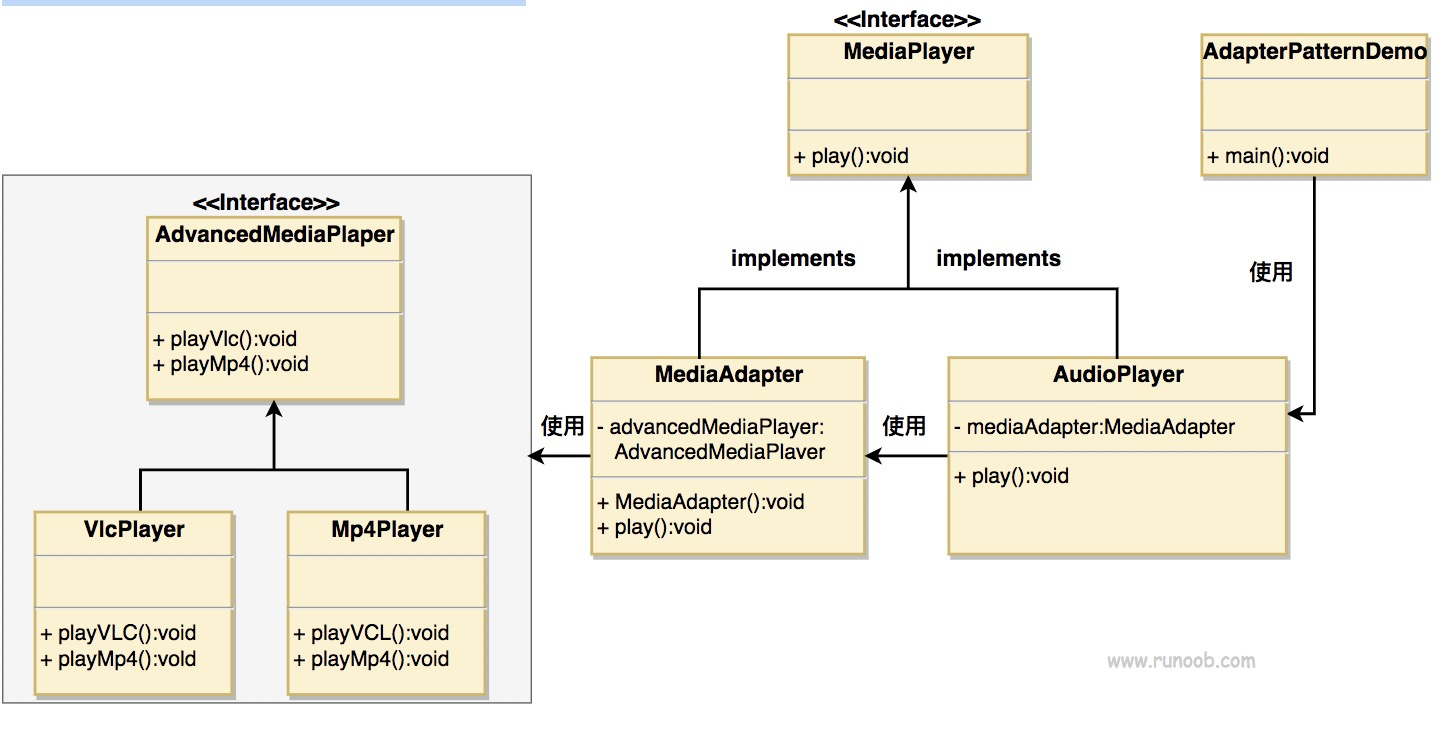 <<Interface>>
MediaPlayer
+ play():void
AdapterPatternDemo
+ main():void
<<Interface>>
AdvancedMediaPlaper
+ playVlc():void
+ playMp4():void
implements
implements
使用
VlcPlayer
+ playVLC():void
+ playMp4():vold
Mp4Player
+ playVCL():void
+ playMp4():void
使用
MediaAdapter
- advancedMediaPlayer:
AdvancedMediaPlaver
+ MediaAdapter():void
+ play():void
使用
AudioPlayer
- mediaAdapter:MediaAdapter
+ play():void
www.runoob.com